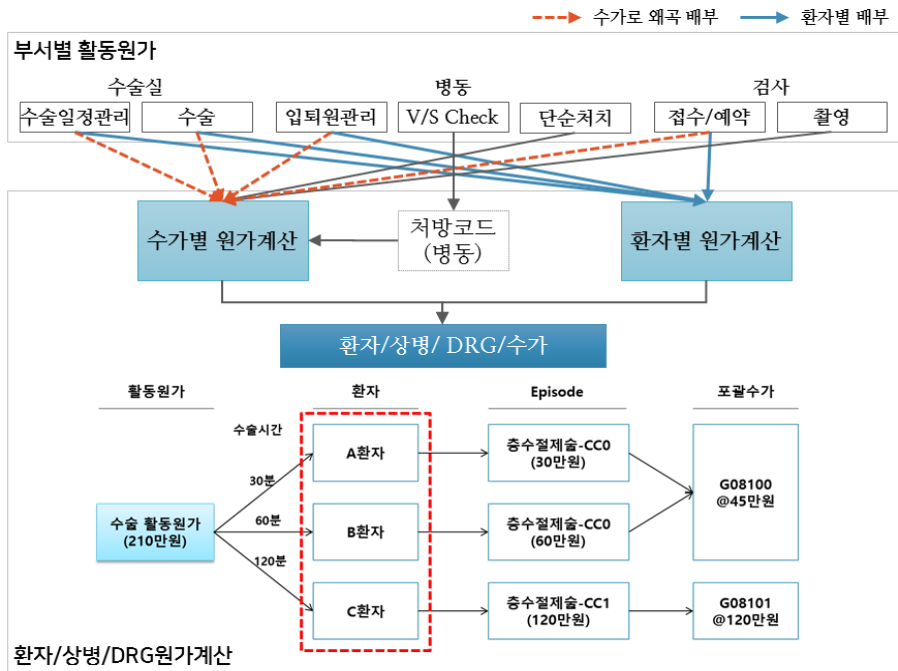 수가로 왜곡 배부
환자별 배부
부서별 활동원가
수술실
병동
검사
수술일정관리
수술
입퇴원관리
V/S Check
단순처치
접수/예약
촬영
수가별 원가계산
처방코드
(병동)
환자별 원가계산
환자/상병/ DRG/수가
활동원가
환자
Episode
포괄수가
수술시간
30분
60분
120분
수술 활동원가
(210만원)
A환자
B환자
C환자
층수절제술-CC0
(30만원)
층수절제술-CC0
(60만원)
층수절제술-CC1
(120만원)
G08100
@45만원
G08101
@120만원
환자/상병/DRG원가계산